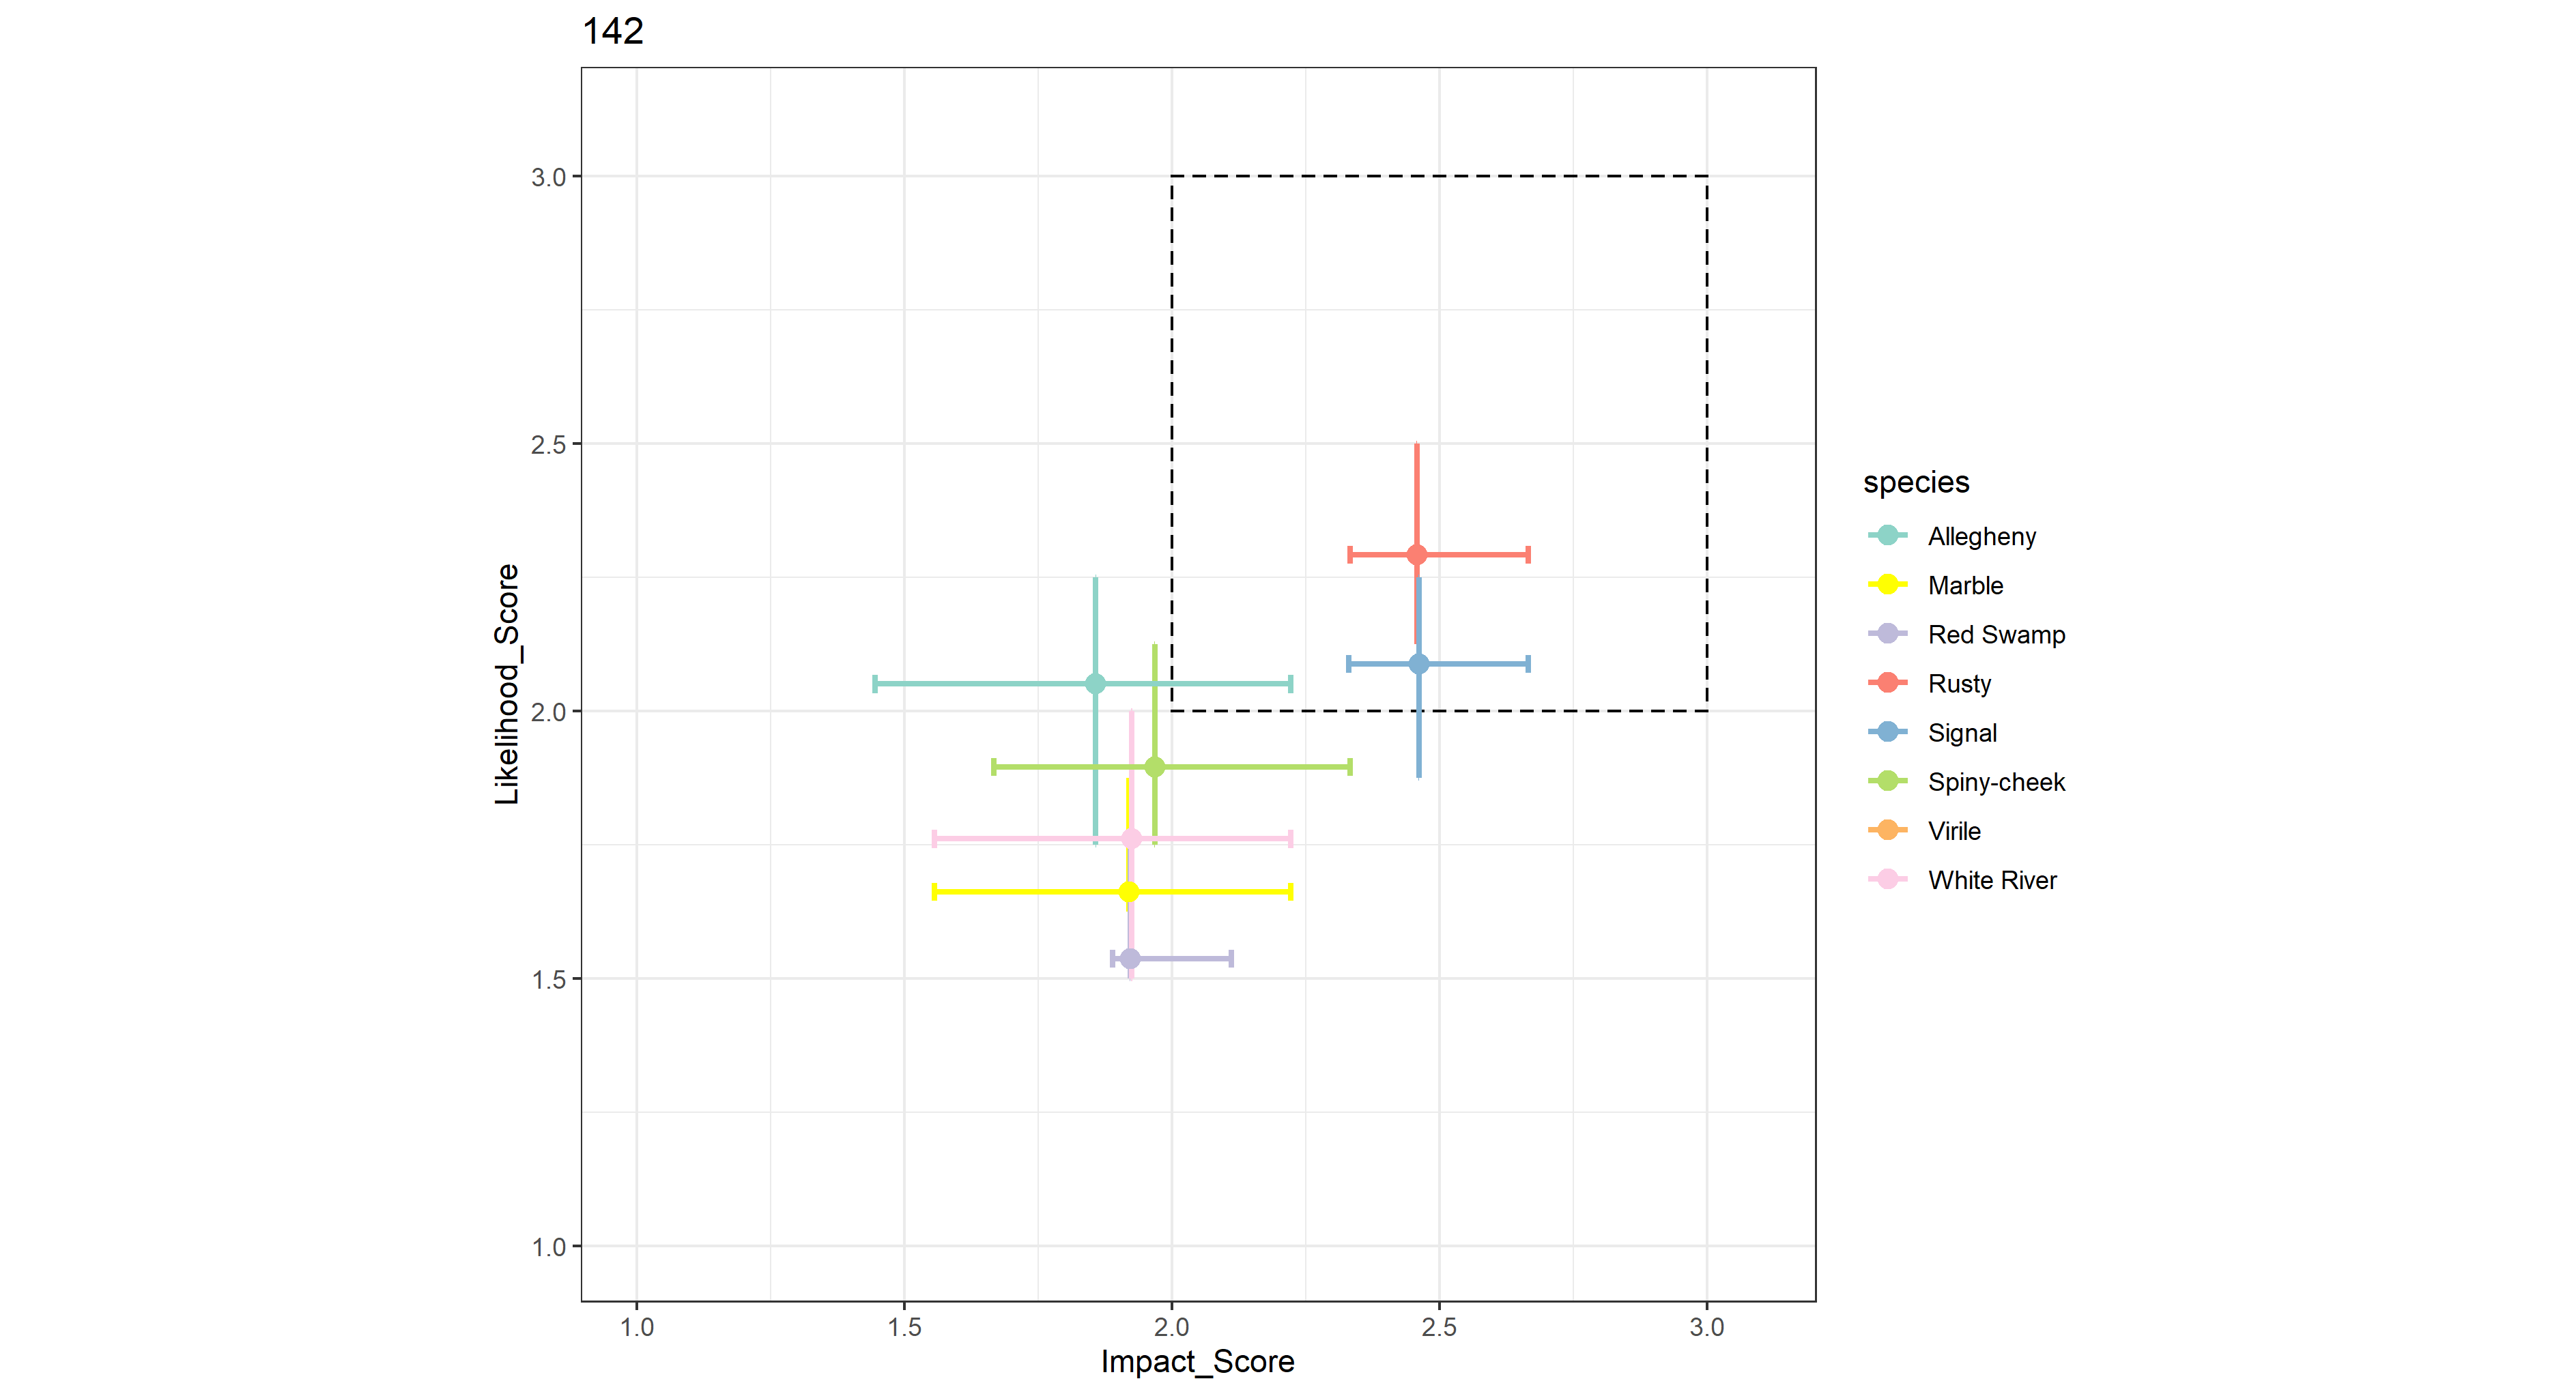 142
3.0
2.5
2.0
1.5
1.0
Likelihood_Score
1.0 1.5 2.0 2.5 3.0
Impact_Score
species
Allegheny
Marble
Red Swamp
Rusty
Signal
Spiny-cheek
Virile
White River